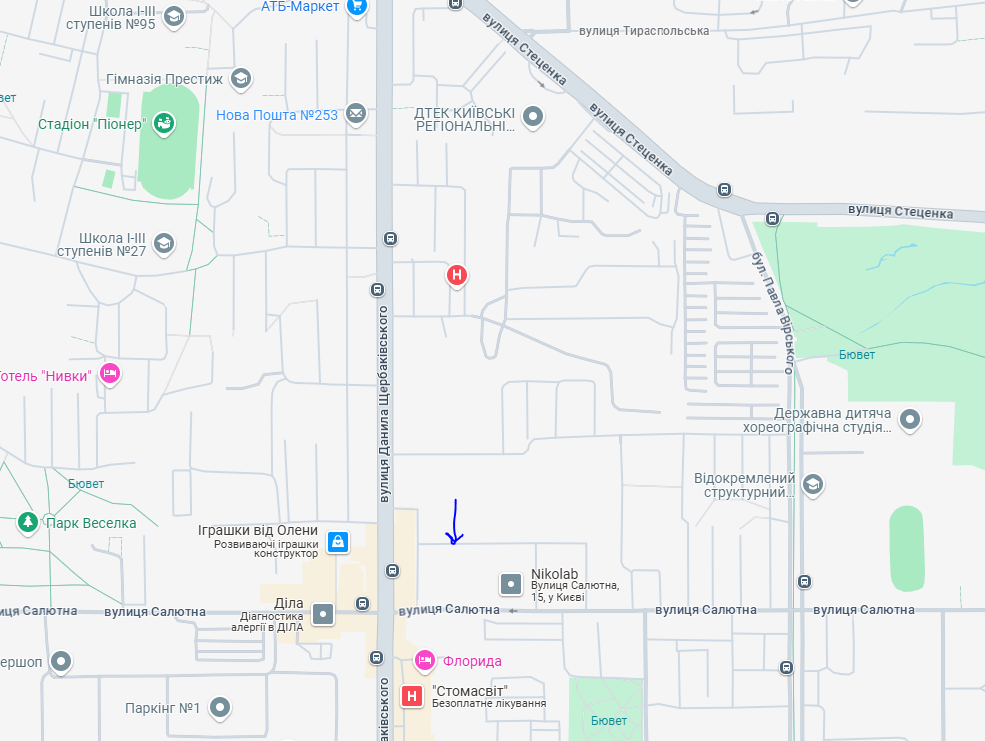 Школа І-ІІІ
ступенів №95
АТБ-Маркет
вулиця Стеценка
вулиця Тираспольська
Гімназія Престиж
Нова Пошта №253
ДТЕК КИЇВСЬКІ
РЕГІОНАЛЬНІ...
вулиця Стеценка
вет
Стадіон "Піонер"
вулиця Стеценка
Школа І-ІІІ
ступенів №27
бул. Павла Вірського
вулиця Данила Щербаківського
Бювет
Готель "Нивки"
Державна дитяча
хореографічна студія...
Відокремлений
структурний...
Бювет
Парк Веселка
Іграшки від Олени
Розвиваючі іграшки
конструктор
Nikolab
Вулиця Салютна,
15, у Києві
Діла
Діагностика
алергії в ДІЛА
иця Салютна
вулиця Салютна
вулиця Салютна
вулиця Салютна
вулиця Салютна
ершоп
Флорида
"Стомасвіт"
Безоплатне лікування
Паркінг №1
аківського
Бювет
H
H